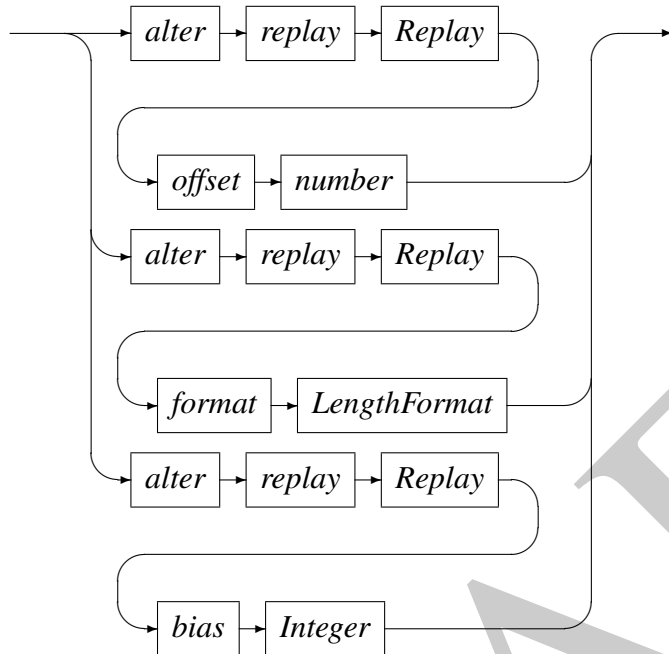 alter replay Replay
offset number
alter replay Replay
format LengthFormat
alter replay Replay
bias Integer